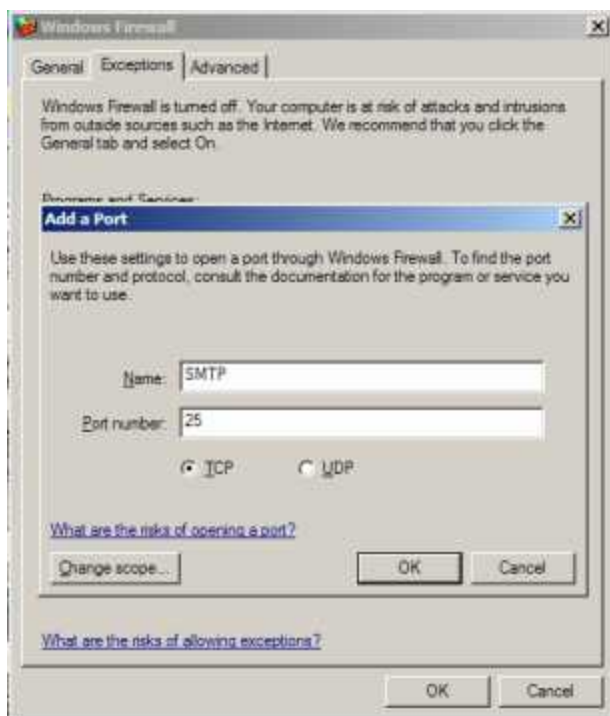 Windows Firewall
General Exceptions Advanced
Windows Firewall is turned off. Your computer is at risk of attacks and intrusions
from outside sources such as the Internet. We recommend that you click the
General tab and select On.
Programs and Services:
Add a Port
Use these settings to open a port through Windows Firewall. To find the port
number and protocol, consult the documentation for the program or service you
want to use.
Name: SMTP
Port number: 25
TCP UDP
What are the risks of opening a port?
Change scope... OK Cancel
What are the risks of allowing exceptions?
OK Cancel